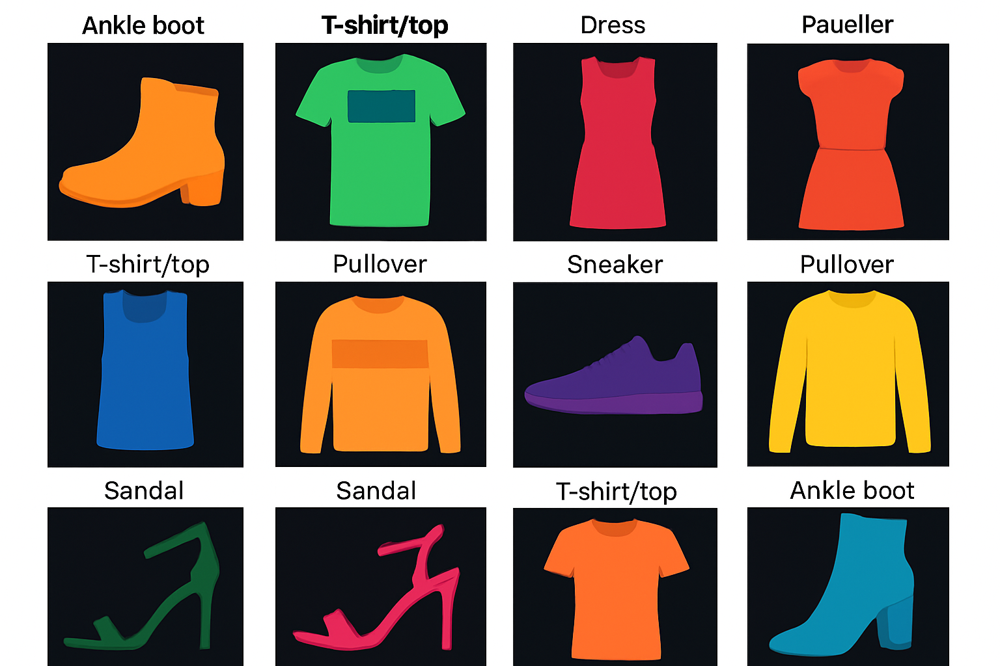 Ankle boot
T-shirt/top
Dress
Paueller
T-shirt/top
Pullover
Sneaker
Pullover
Sandal
Sandal
T-shirt/top
Ankle boot